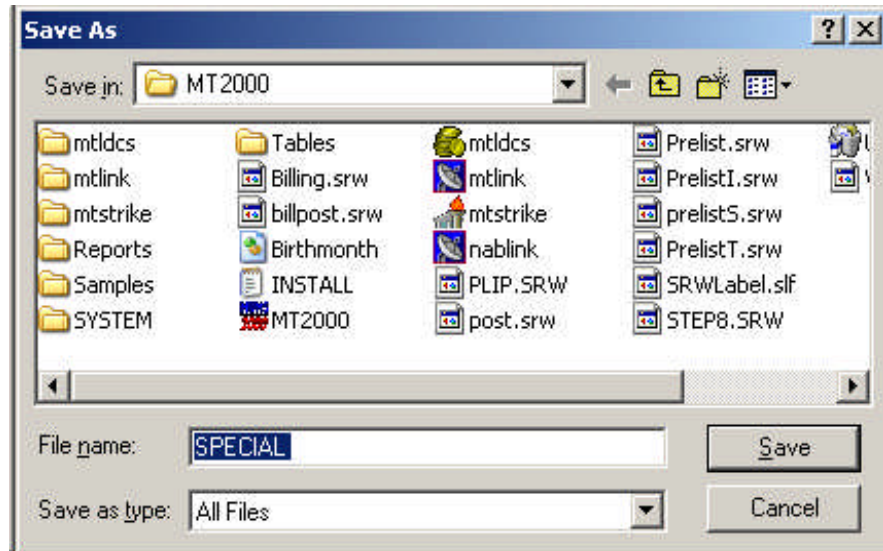 Save As
Save in: MT2000
mtldcs Tables mtldcs Prelist.srw
mtlink Billing.srw mtlink PrelistI.srw
mtstrike billpost.srw mtstrike prelistS.srw
Reports Birthmonth nablink PrelistT.srw
Samples INSTALL PLIP.SRW SRWLabel.slf
SYSTEM MT2000 post.srw STEP8.SRW
File name: SPECIAL Save
Save as type: All Files Cancel